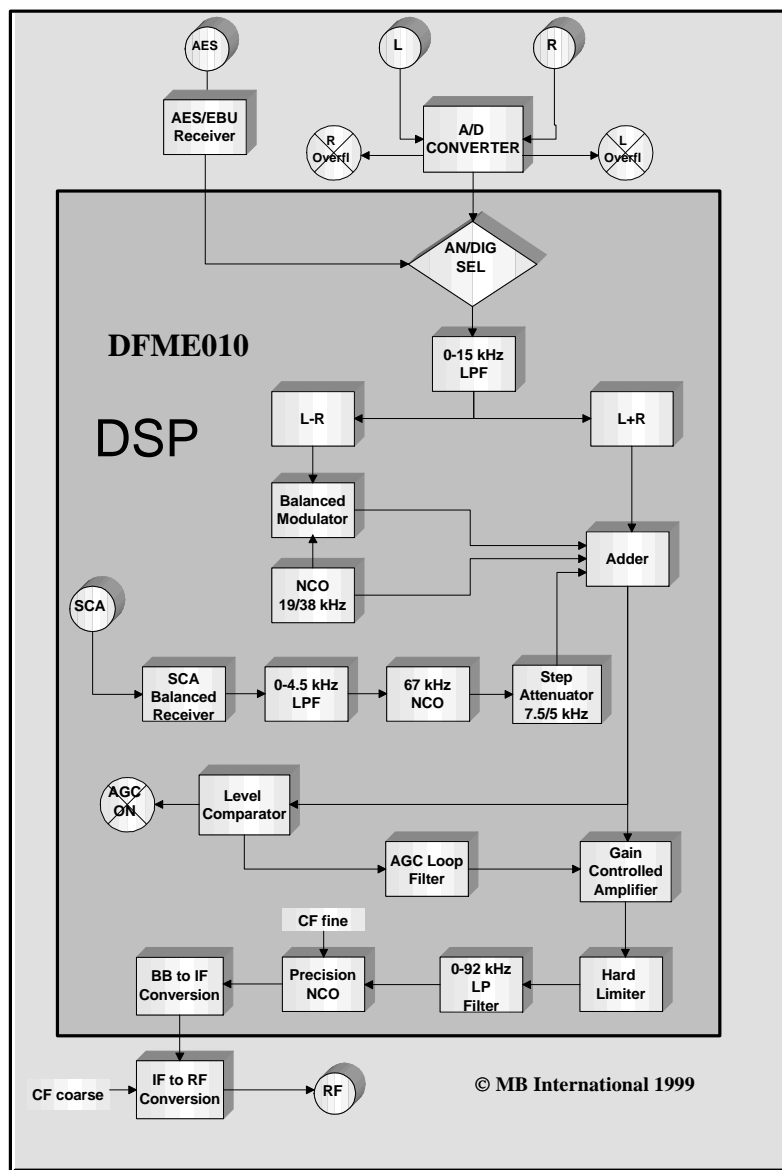 AES
L
R
AES/EBU
Receiver
R
Overfl
A/D
CONVERTER
L
Overfl
AN/DIG
SEL
DFME010
0-15 kHz
LPF
DSP
L-R
L+R
Balanced
Modulator
Adder
NCO
19/38 kHz
SCA
SCA
Balanced
Receiver
0-4.5 kHz
LPF
67 kHz
NCO
Step
Attenuator
7.5/5 kHz
AGC
ON
Level
Comparator
AGC Loop
Filter
Gain
Controlled
Amplifier
CF fine
BB to IF
Conversion
Precision
NCO
0-92 kHz
LP
Filter
Hard
Limiter
CF coarse
IF to RF
Conversion
RF
© MB International 1999